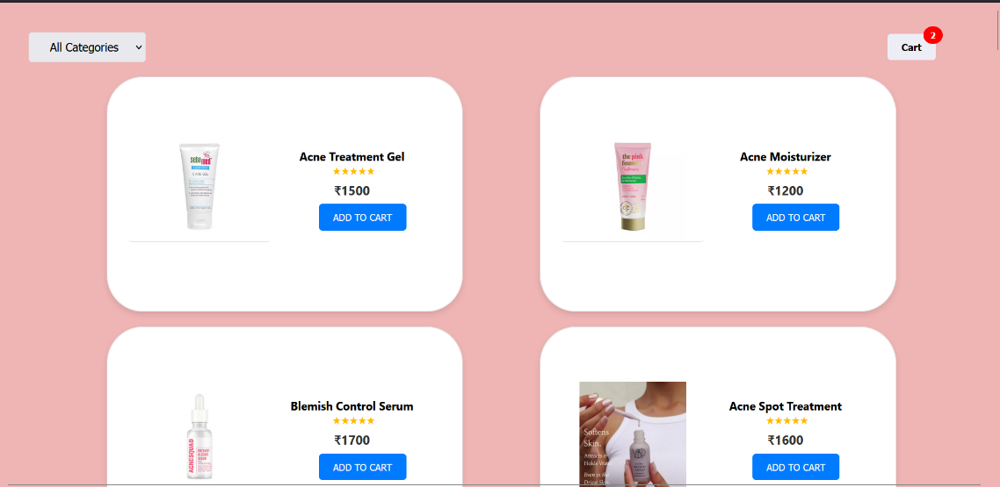 All Categories
Cart
2
sebamed
CARE GEL
Acne Treatment Gel
★★★★★
₹1500
ADD TO CART
the pink
Acne Moisturizer
★★★★★
₹1200
ADD TO CART
ACNESQUAD
SERUM
Blemish Control Serum
★★★★★
₹1700
ADD TO CART
Softens
Skin.
Attracts
Holds
Even in the
Driest Skin.
Acne Spot Treatment
★★★★★
₹1600
ADD TO CART